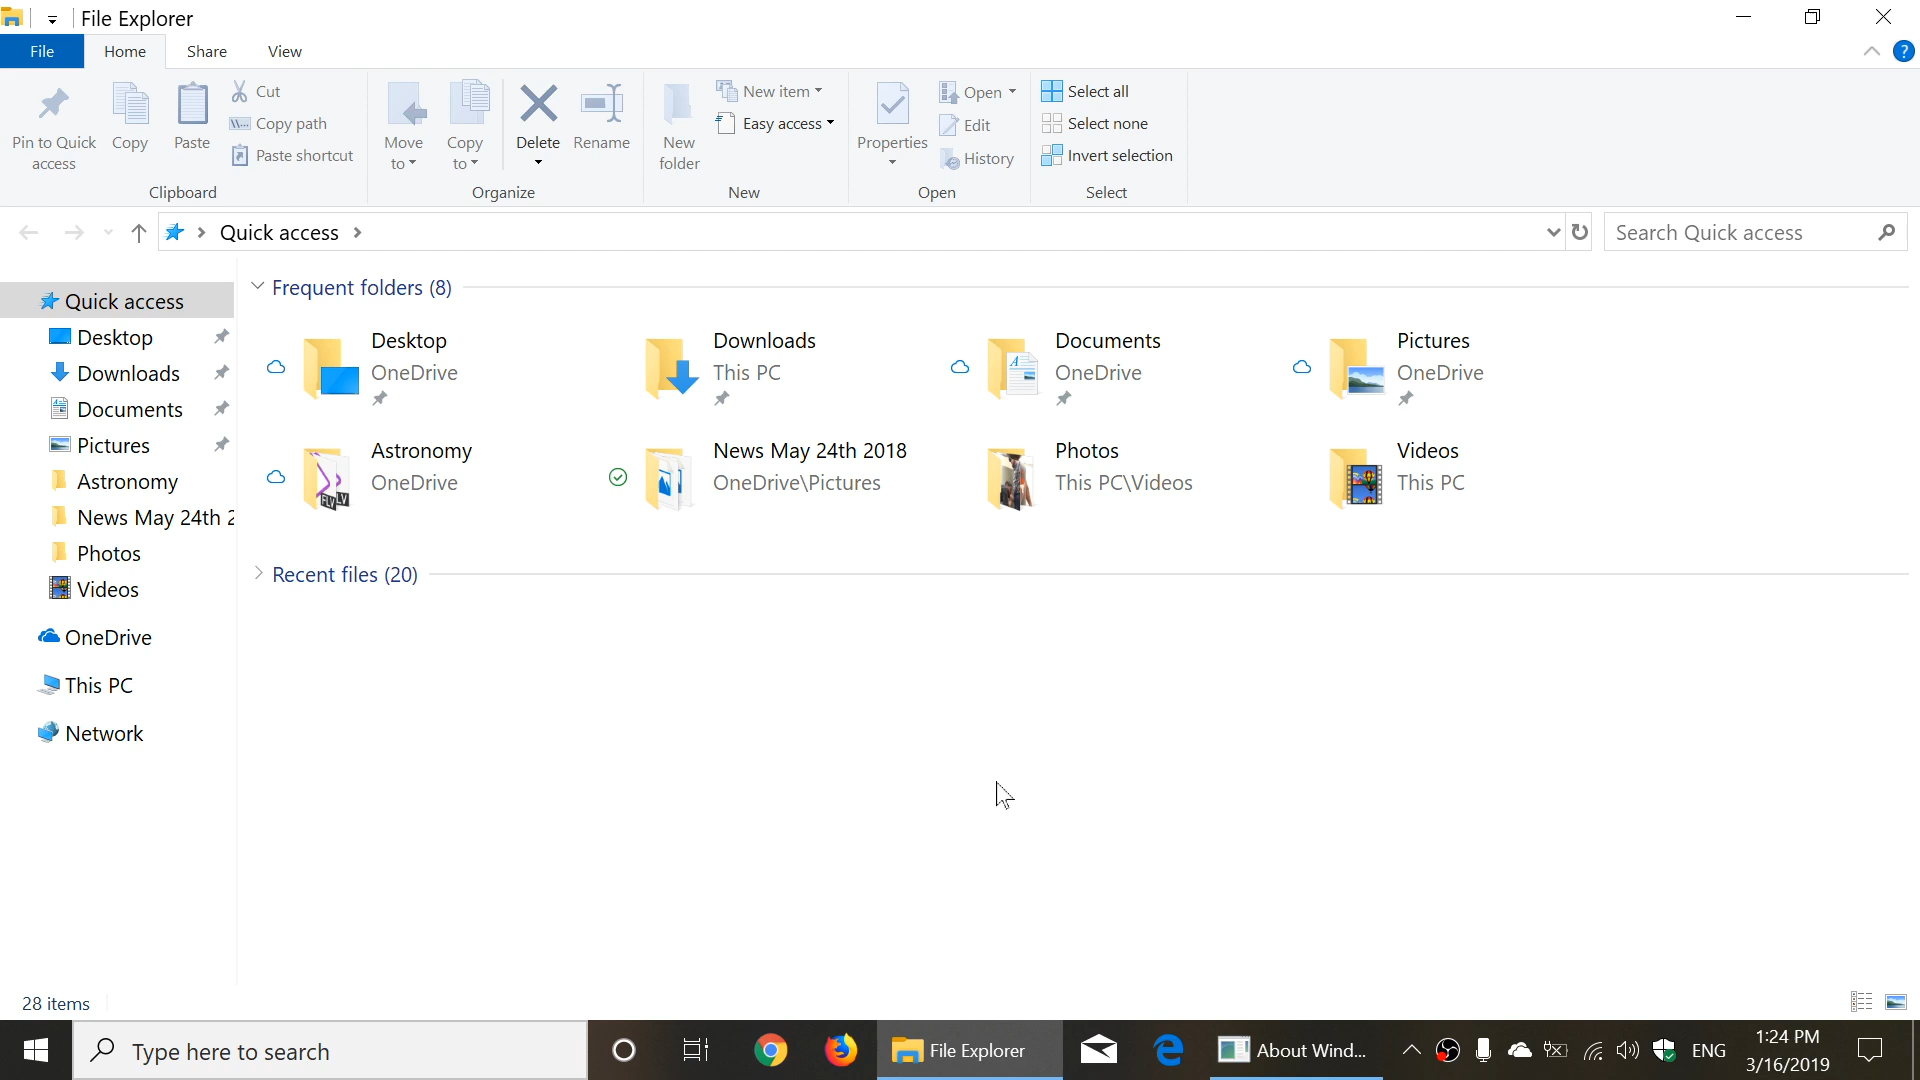 File Explorer
File Home Share View
Pin to Quick access
Copy
Paste
Cut
Copy path
Paste shortcut
Clipboard
Move to
Copy to
Delete
Rename
Organize
New folder
New item
Easy access
New
Properties
Open
Edit
History
Open
Select all
Select none
Invert selection
Select
Quick access
Search Quick access
Quick access
Desktop
Downloads
Documents
Pictures
Astronomy
News May 24th 2
Photos
Videos
OneDrive
This PC
Network
Frequent folders (8)
Desktop
OneDrive
Downloads
This PC
Documents
OneDrive
Pictures
OneDrive
Astronomy
OneDrive
News May 24th 2018
OneDrive\Pictures
Photos
This PC\Videos
Videos
This PC
Recent files (20)
28 items
Type here to search
File Explorer
About Wind...
ENG
1:24 PM
3/16/2019